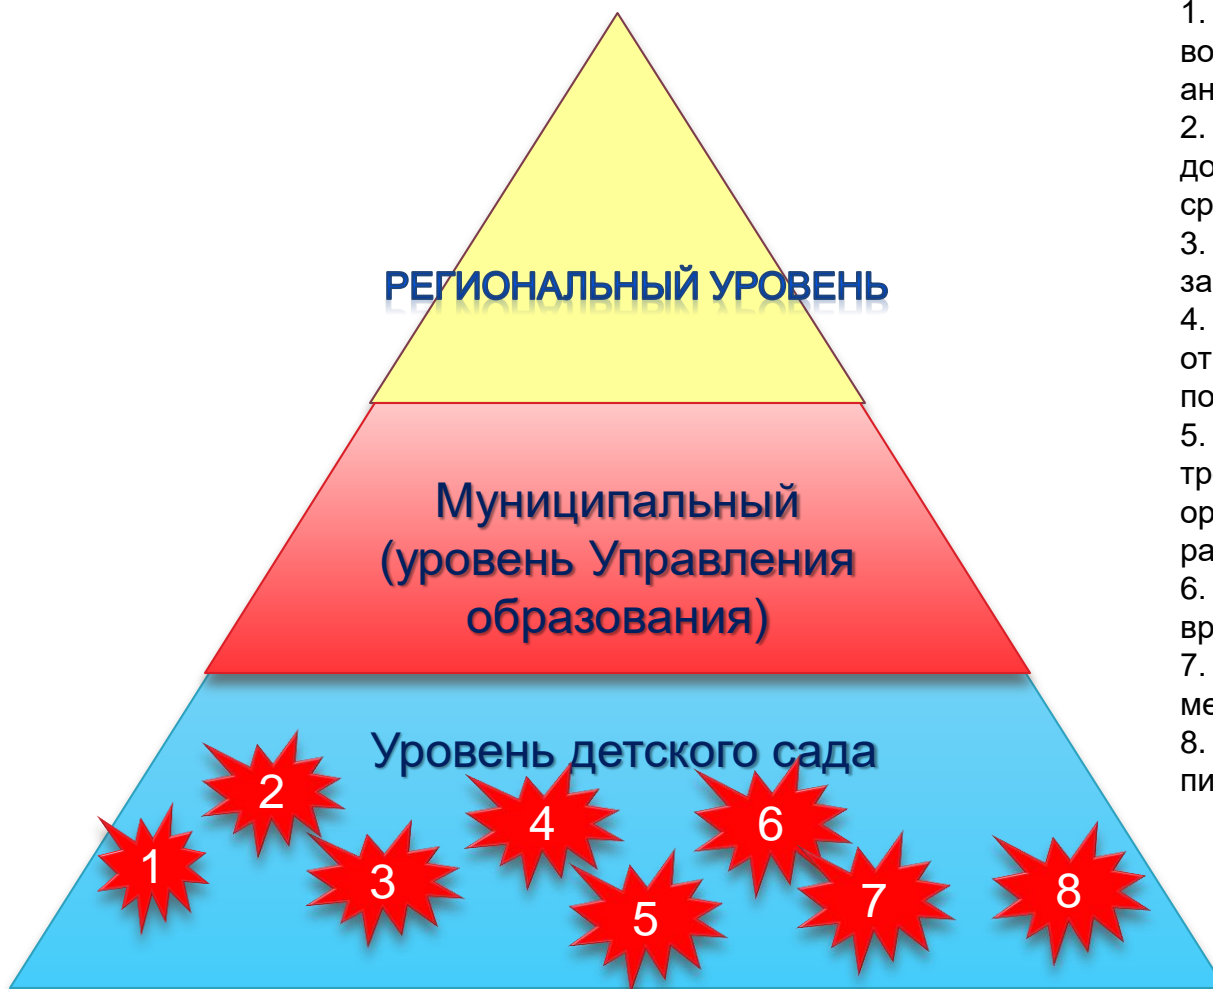 РЕГИОНАЛЬНЫЙ УРОВЕНЬ
Муниципальный
(уровень Управления
образования)
Уровень детского сада
1
2
3
4
5
6
7
8
1.
во
ан
2.
до
ср
3.
за
4.
от
по
5.
тр
ор
ра
6.
вр
7.
ме
8.
пи